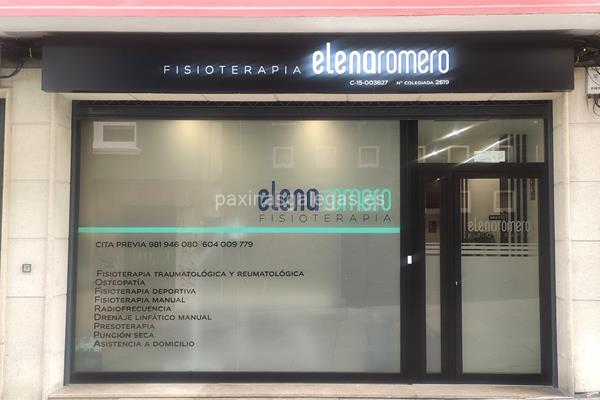 FISIOTERAPIA elenaromero
C-15-003627 Nº COLEGIADA 2619
elenaromero
FISIOTERAPIA
paxinasgalegas.es
CITA PREVIA 981 946 080 604 009 779
FISIOTERAPIA TRAUMATOLÓGICA Y REUMATOLÓGICA
OSTEOPATÍA
FISIOTERAPIA DEPORTIVA
FISIOTERAPIA MANUAL
RADIOFRECUENCIA
DRENAJE LINFÁTICO MANUAL
PRESOTERAPIA
PUNCIÓN SECA
ASISTENCIA A DOMICILIO
elenaromero